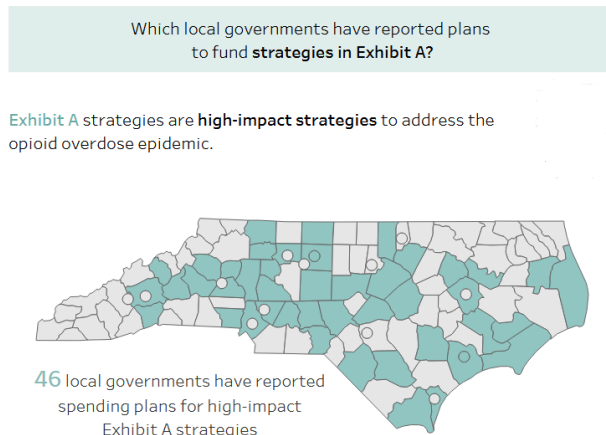 Which local governments have reported plans
to fund strategies in Exhibit A?
Exhibit A strategies are high-impact strategies to address the
opioid overdose epidemic.
46 local governments have reported
spending plans for high-impact
Exhibit A strategies